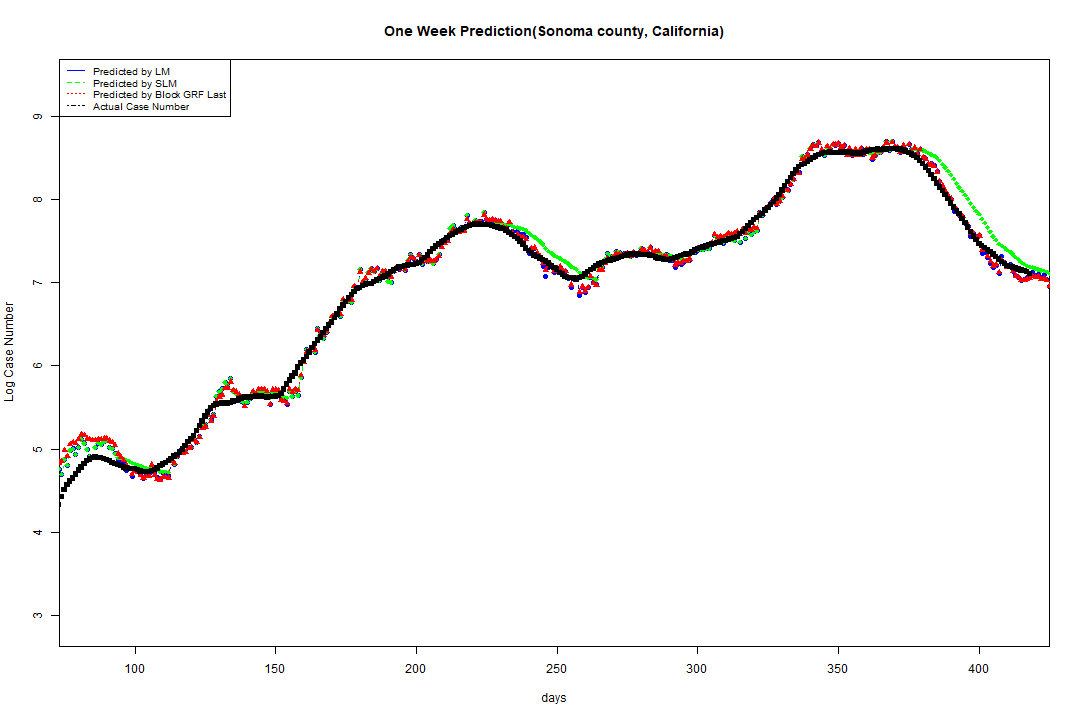 One Week Prediction(Sonoma county, California)
Predicted by LM
Predicted by SLM
Predicted by Block GRF Last
Actual Case Number
9
8
7
6
5
4
3
Log Case Number
100 150 200 250 300 350 400
days